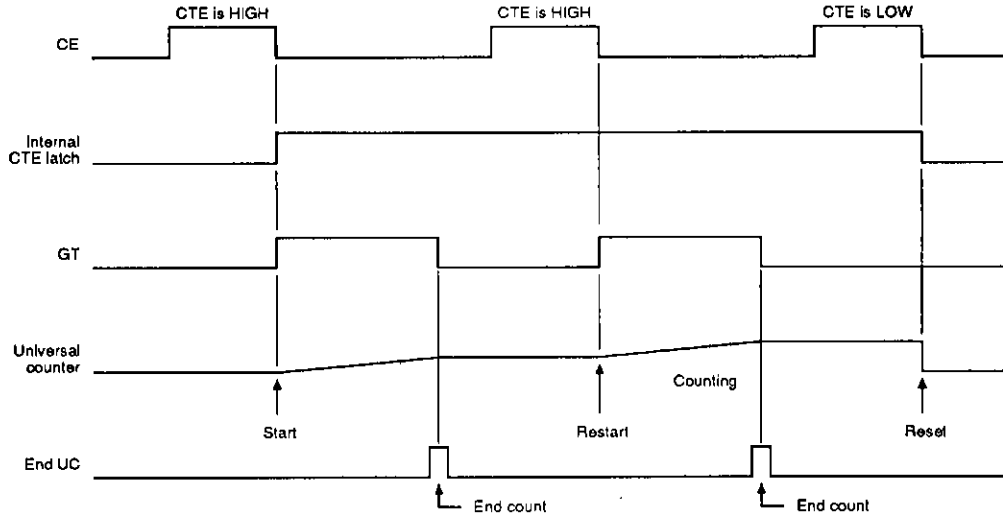 CTE is HIGH
CTE is HIGH
CTE is LOW
CE
Internal
CTE latch
GT
Universal
counter
Counting
Start
Restart
Reset
End UC
End count
End count